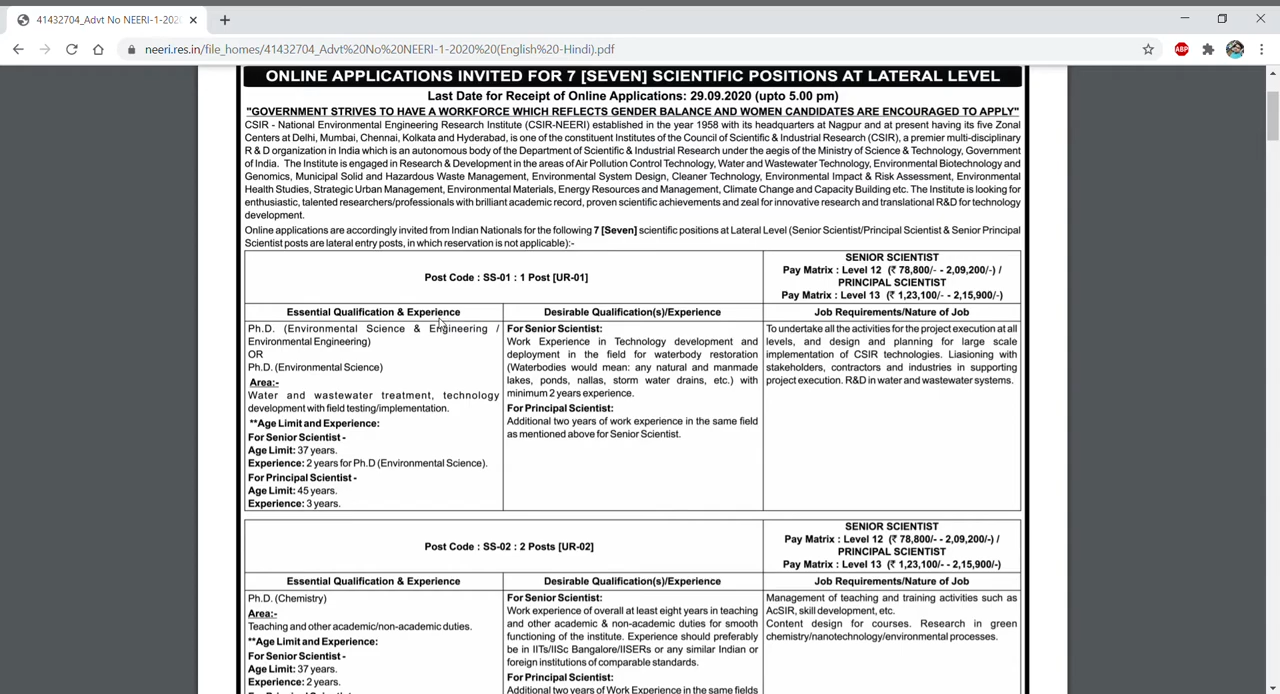 41432704_Advt No NEERI-1-202
neeri.res.in/file_homes/41432704_Advt%20No%20NEERI-1-2020%20(English%20-Hindi).pdf
ABP
ONLINE APPLICATIONS INVITED FOR 7 [SEVEN] SCIENTIFIC POSITIONS AT LATERAL LEVEL
Last Date for Receipt of Online Applications: 29.09.2020 (upto 5.00 pm)
"GOVERNMENT STRIVES TO HAVE A WORKFORCE WHICH REFLECTS GENDER BALANCE AND WOMEN CANDIDATES ARE ENCOURAGED TO APPLY"
CSIR - National Environmental Engineering Research Institute (CSIR-NEERI) established in the year 1958 with its headquarters at Nagpur and at present having its five Zonal
Centers at Delhi, Mumbai, Chennai, Kolkata and Hyderabad, is one of the constituent Institutes of the Council of Scientific & Industrial Research (CSIR), a premier multi-disciplinary
R & D organization in India which is an autonomous body of the Department of Scientific & Industrial Research under the aegis of the Ministry of Science & Technology, Government
of India. The Institute is engaged in Research & Development in the areas of Air Pollution Control Technology, Water and Wastewater Technology, Environmental Biotechnology and
Genomics, Municipal Solid and Hazardous Waste Management, Environmental System Design, Cleaner Technology, Environmental Impact & Risk Assessment, Environmental
Health Studies, Strategic Urban Management, Environmental Materials, Energy Resources and Management, Climate Change and Capacity Building etc. The Institute is looking for
enthusiastic, talented researchers/professionals with brilliant academic record, proven scientific achievements and zeal for innovative research and translational R&D for technology
development.
Online applications are accordingly invited from Indian Nationals for the following 7 [Seven] scientific positions at Lateral Level (Senior Scientist/Principal Scientist & Senior Principal
Scientist posts are lateral entry posts, in which reservation is not applicable):-
Post Code : SS-01 : 1 Post [UR-01]
SENIOR SCIENTIST
Pay Matrix : Level 12 (₹ 78,800/- - 2,09,200/-) /
PRINCIPAL SCIENTIST
Pay Matrix : Level 13 (₹ 1,23,100/- - 2,15,900/-)
Essential Qualification & Experience
Ph.D. (Environmental Science & Engineering /
Environmental Engineering)
OR
Ph.D. (Environmental Science)
Area:-
Water and wastewater treatment, technology
development with field testing/implementation.
**Age Limit and Experience:
For Senior Scientist -
Age Limit: 37 years.
Experience: 2 years for Ph.D (Environmental Science).
For Principal Scientist -
Age Limit: 45 years.
Experience: 3 years.
Desirable Qualification(s)/Experience
For Senior Scientist:
Work Experience in Technology development and
deployment in the field for waterbody restoration
(Waterbodies would mean: any natural and manmade
lakes, ponds, nallas, storm water drains, etc.) with
minimum 2 years experience.
For Principal Scientist:
Additional two years of work experience in the same field
as mentioned above for Senior Scientist.
Job Requirements/Nature of Job
To undertake all the activities for the project execution at all
levels, and design and planning for large scale
implementation of CSIR technologies. Liasioning with
stakeholders, contractors and industries in supporting
project execution. R&D in water and wastewater systems.
Post Code : SS-02 : 2 Posts [UR-02]
SENIOR SCIENTIST
Pay Matrix : Level 12 (₹ 78,800/- - 2,09,200/-) /
PRINCIPAL SCIENTIST
Pay Matrix : Level 13 (₹ 1,23,100/- - 2,15,900/-)
Essential Qualification & Experience
Ph.D. (Chemistry)
Area:-
Teaching and other academic/non-academic duties.
**Age Limit and Experience:
For Senior Scientist -
Age Limit: 37 years.
Experience: 2 years.
Desirable Qualification(s)/Experience
For Senior Scientist:
Work experience of overall at least eight years in teaching
and other academic & non-academic duties for smooth
functioning of the institute. Experience should preferably
be in IITs/IISc Bangalore/IISERs or any similar Indian or
foreign institutions of comparable standards.
For Principal Scientist:
Additional two years of Work Experience in the same fields
Job Requirements/Nature of Job
Management of teaching and training activities such as
AcSIR, skill development, etc.
Content design for courses. Research in green
chemistry/nanotechnology/environmental processes.